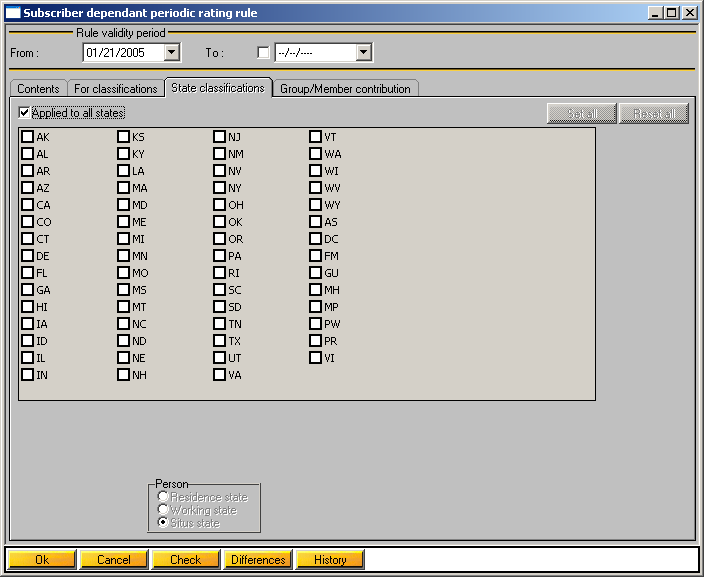 Subscriber dependant periodic rating rule
Rule validity period
From : 01/21/2005 To : --/--/----
Contents For classifications State classifications Group/Member contribution
Applied to all states Set all Reset all
AK KS NJ VT
AL KY NM WA
AR LA NV WI
AZ MA NY WV
CA MD OH WY
CO ME OK AS
CT MI OR DC
DE MN PA FM
FL MO RI GU
GA MS SC MH
HI MT SD MP
IA NC TN PW
ID ND TX PR
IL NE UT VI
IN NH VA
Person
Residence state
Working state
Situs state
Ok Cancel Check Differences History